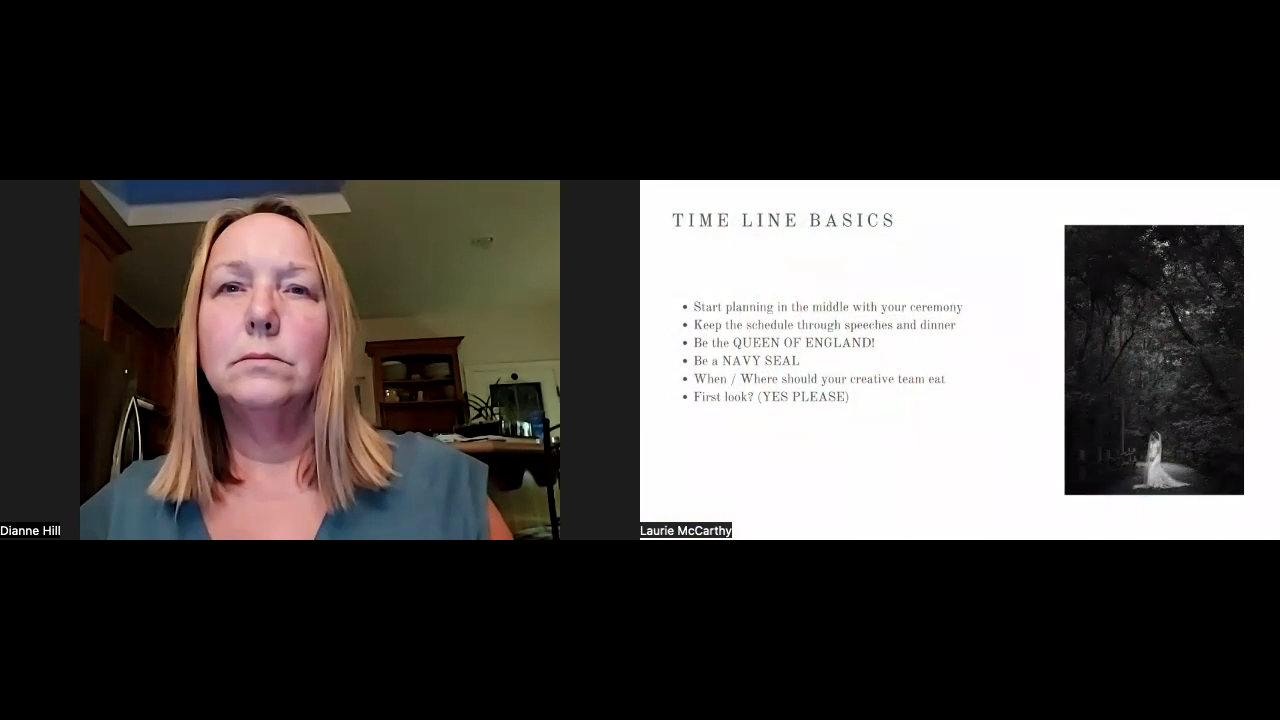 TIME LINE BASICS
Start planning in the middle with your ceremony
Keep the schedule through speeches and dinner
Be the QUEEN OF ENGLAND!
Be a NAVY SEAL
When / Where should your creative team eat
First look? (YES PLEASE)
Dianne Hill
Laurie McCarthy